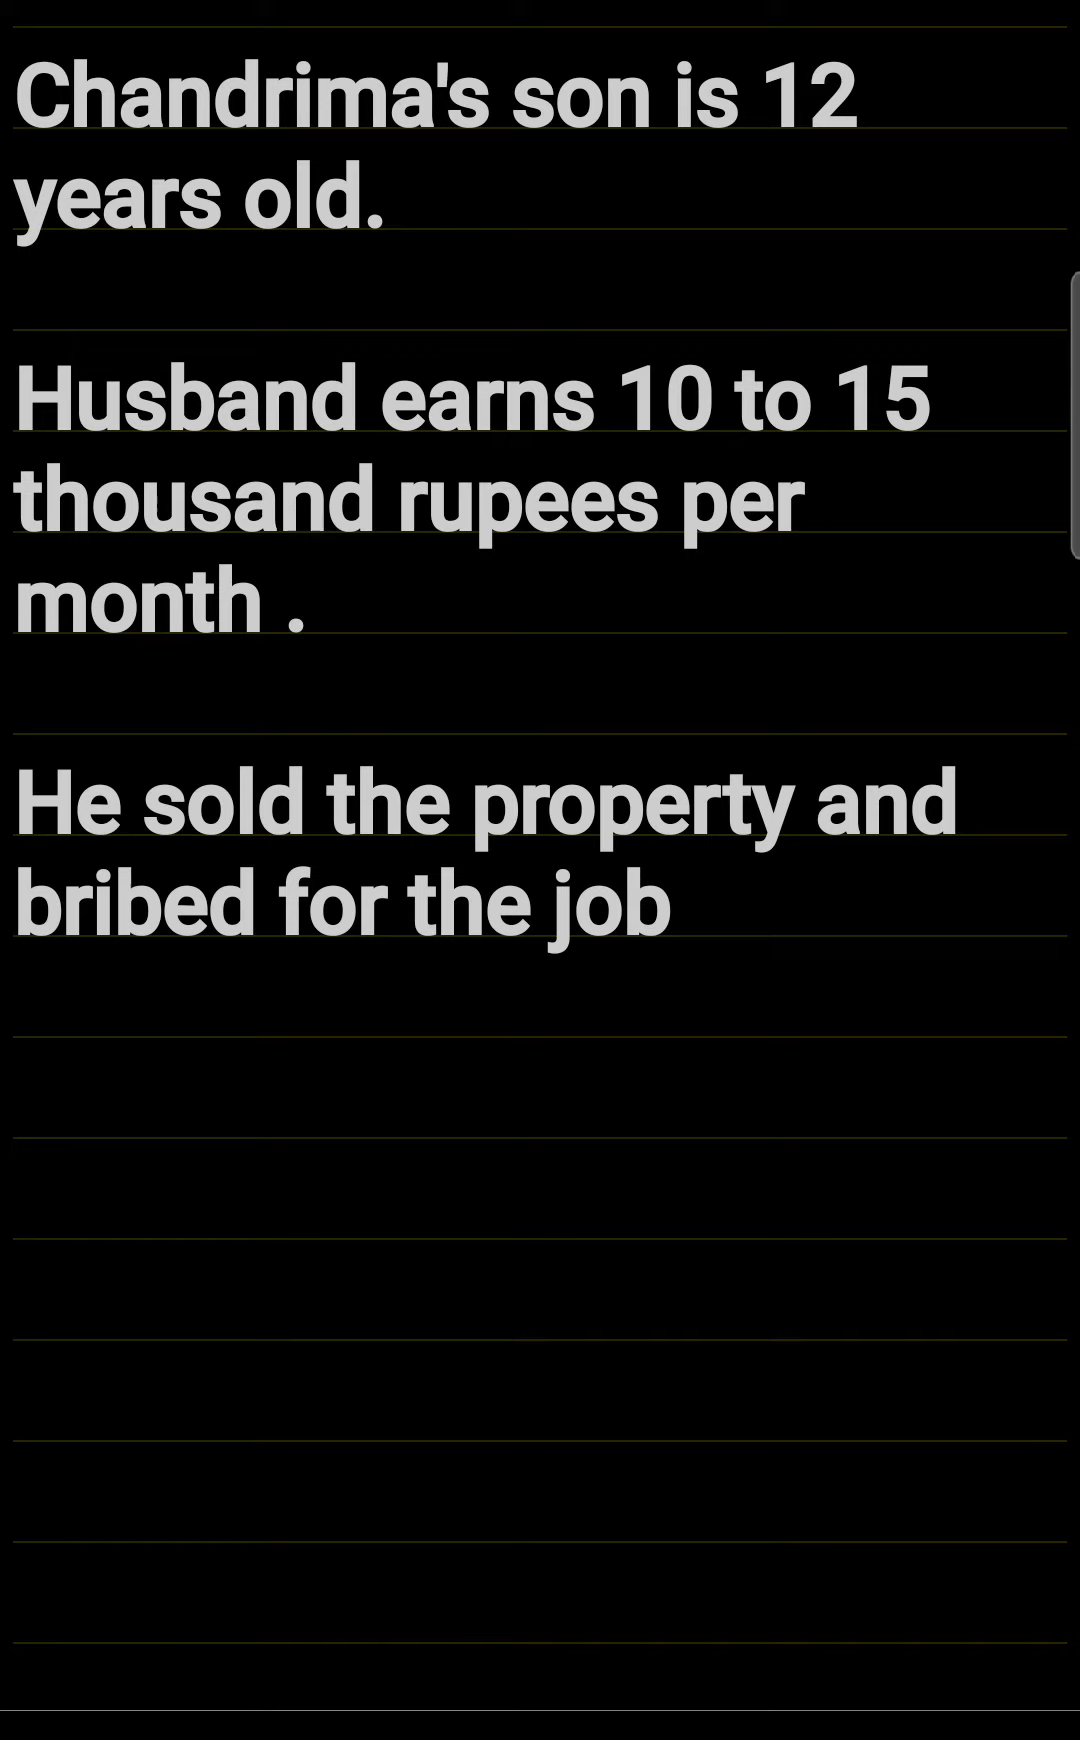 Chandrima's son is 12
years old.
Husband earns 10 to 15
thousand rupees per
month .
He sold the property and
bribed for the job